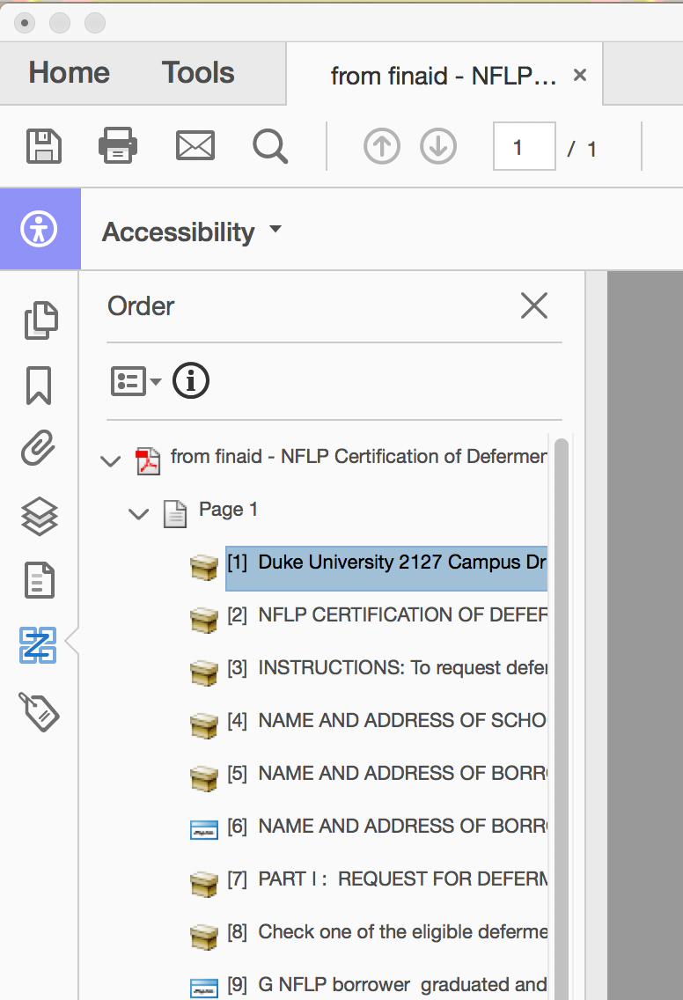 Home Tools from finaid - NFLP...
1 / 1
Accessibility
Order
from finaid - NFLP Certification of Defermen
Page 1
[1] Duke University 2127 Campus Dr
[2] NFLP CERTIFICATION OF DEFER
[3] INSTRUCTIONS: To request defer
[4] NAME AND ADDRESS OF SCHO
[5] NAME AND ADDRESS OF BORR
[6] NAME AND ADDRESS OF BORR
[7] PART I : REQUEST FOR DEFERM
[8] Check one of the eligible deferme
[9] G NFLP borrower graduated and